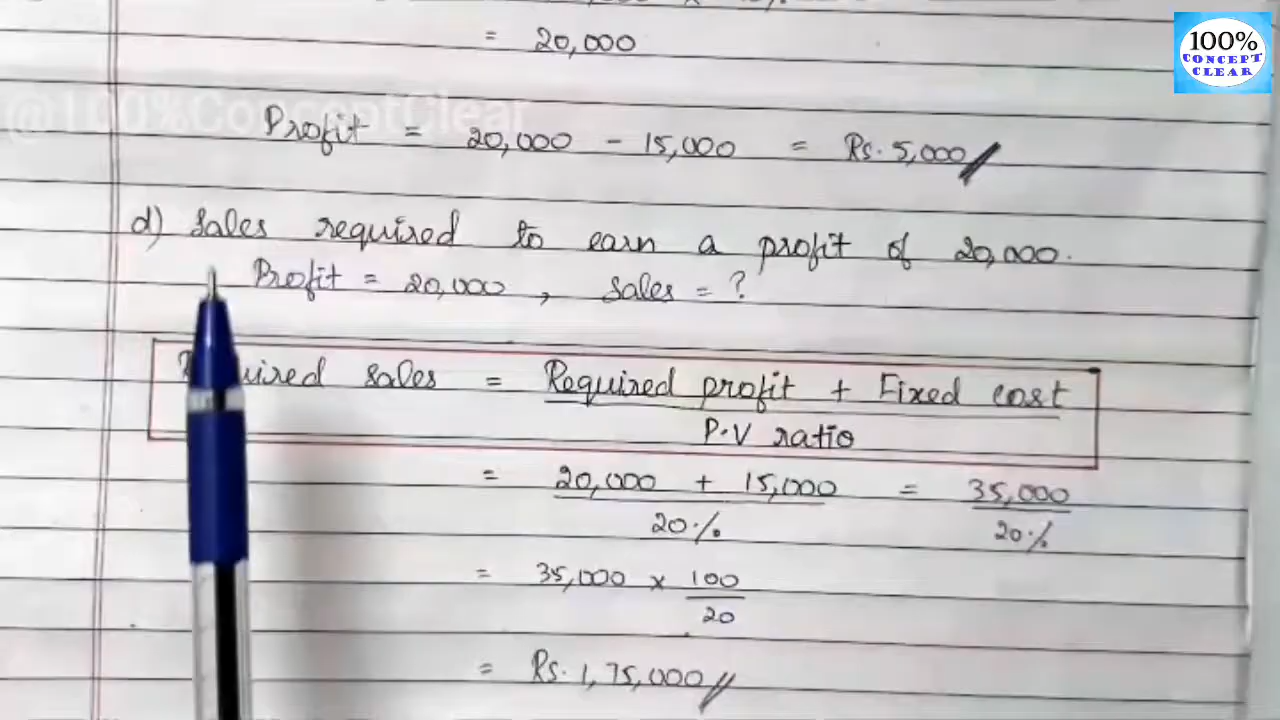 = 20,000
100%
CONCEPT
CLEAR
@100%ConceptClear
Profit = 20,000 - 15,000 = Rs. 5,000
d) Sales required to earn a profit of 20,000.
Profit = 20,000 , Sales = ?
sales = Required profit + Fixed cost
P.V ratio
= 20,000 + 15,000 = 35,000
20% 20%
= 35,000 × 100
20
= Rs. 1,75,000